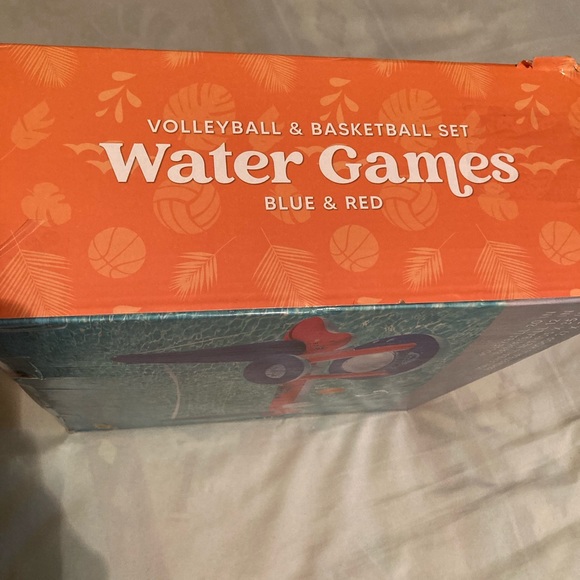 VOLLEYBALL & BASKETBALL SET
Water Games
BLUE & RED